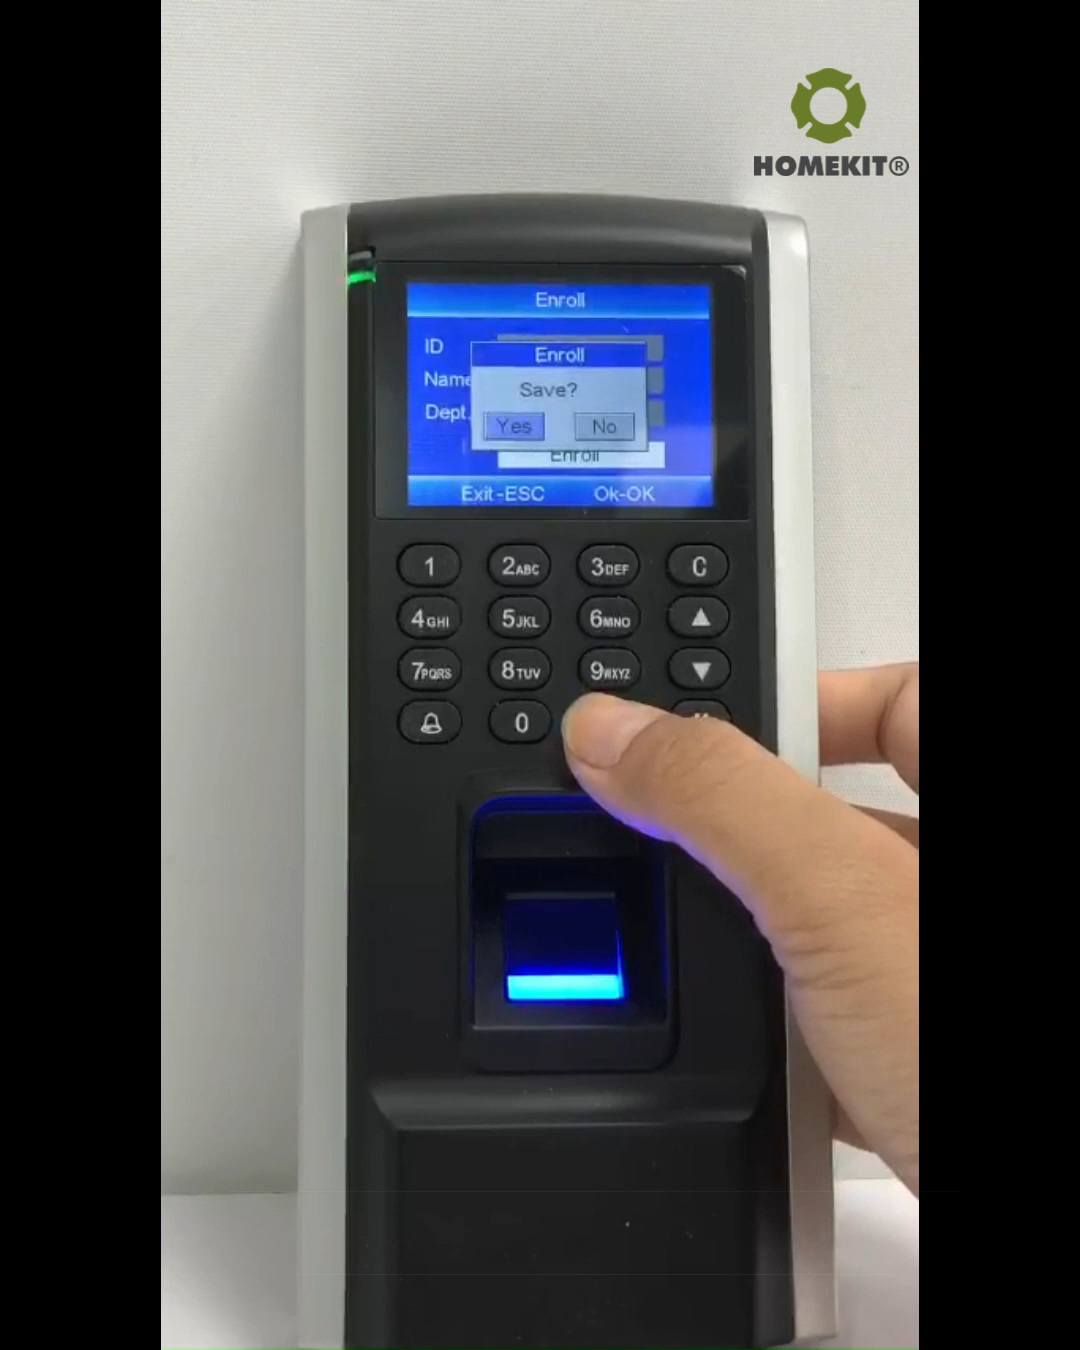 HOMEKIT®
Enroll
ID
Enroll
Name
Save?
Dept.
Yes No
Enroll
Exit-ESC Ok-OK
1 2ABC 3DEF C
4GHI 5JKL 6MNO ▲
7PQRS 8TUV 9WXYZ ▼
0